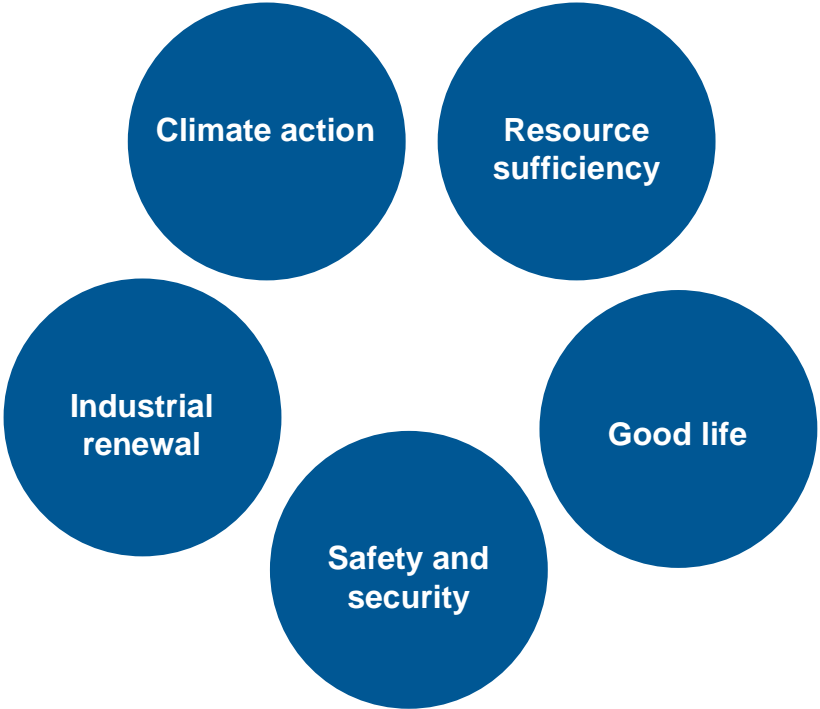 Climate action
Resource
sufficiency
Industrial
renewal
Good life
Safety and
security